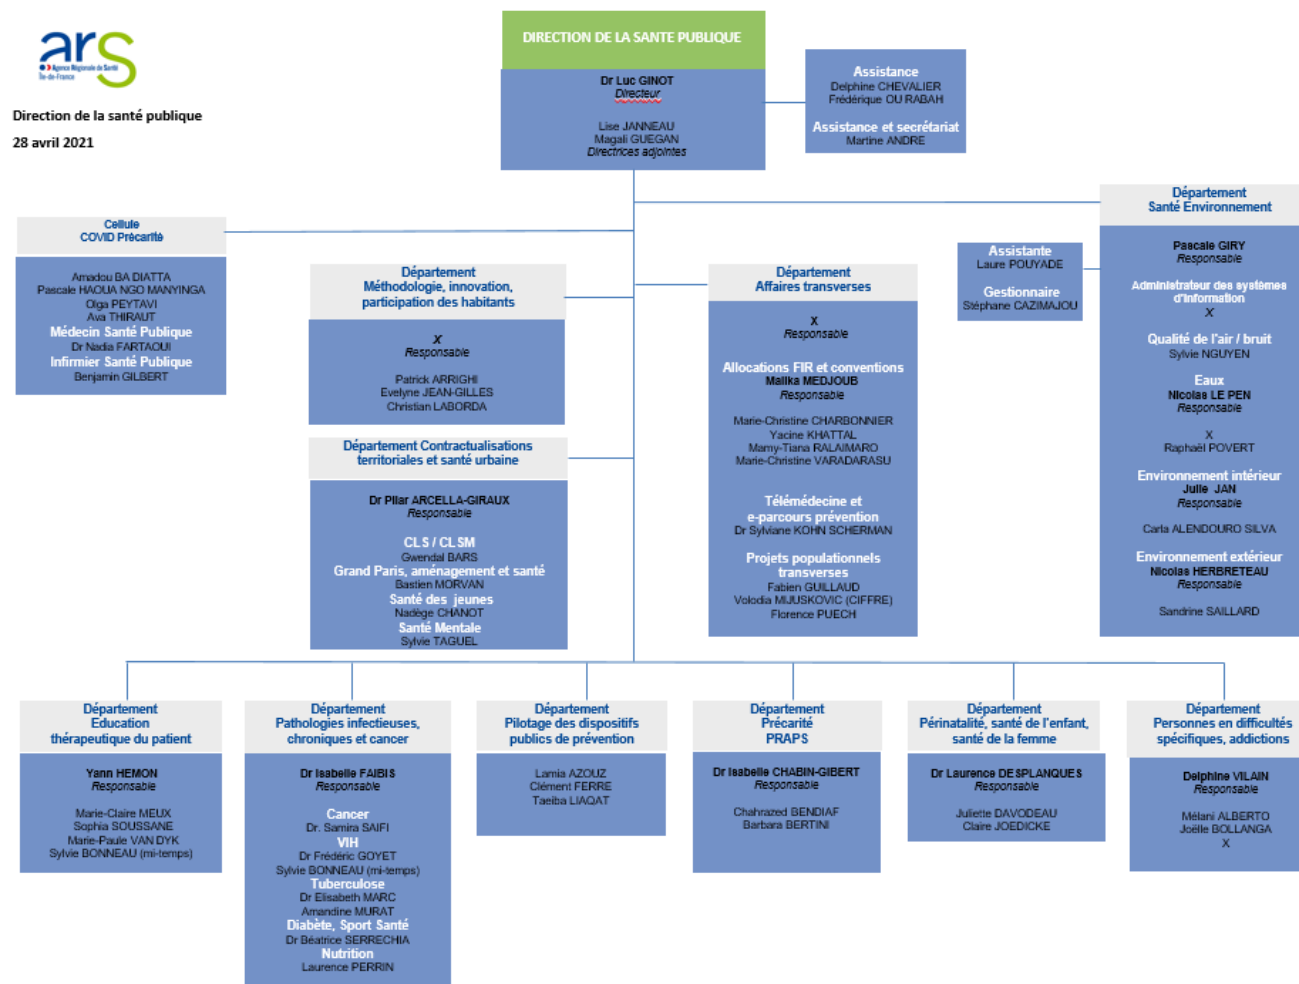 ars
Agence Régionale de Santé
Île-de-France
Direction de la santé publique
28 avril 2021
DIRECTION DE LA SANTE PUBLIQUE
Dr Luc GINOT
Directeur
Lise JANNEAU
Magali GUEGAN
Directrices adjointes
Assistance
Delphine CHEVALIER
Frédérique OU RABAH
Assistance et secrétariat
Martine ANDRE
Cellule
COVID Précarité
Amadou BA DIATTA
Pascale HAOUA NGO MANYINGA
Olga PEYTAVI
Ava THIRAUT
Médecin Santé Publique
Dr Nadia FARTAOUI
Infirmier Santé Publique
Benjamin GILBERT
Département
Méthodologie, innovation,
participation des habitants
X
Responsable
Patrick ARRIGHI
Evelyne JEAN-GILLES
Christian LABORDA
Département Contractualisations
territoriales et santé urbaine
Dr Pilar ARCELLA-GIRAUX
Responsable
CLS / CLSM
Gwendal BARS
Grand Paris, aménagement et santé
Bastien MORVAN
Santé des jeunes
Nadège CHANOT
Santé Mentale
Sylvie TAGUEL
Département
Affaires transverses
X
Responsable
Allocations FIR et conventions
Malika MEDJOUB
Responsable
Marie-Christine CHARBONNIER
Yacine KHATTAL
Mamy-Tiana RALAIMARO
Marie-Christine VARADARASU
Télémédecine et
e-parcours prévention
Dr Sylviane KOHN SCHERMAN
Projets populationnels
transverses
Fabien GUILLAUD
Volodia MIJUSKOVIC (CIFFRE)
Florence PUECH
Assistante
Laure POUYADE
Gestionnaire
Stéphane CAZIMAJOU
Département
Santé Environnement
Pascale GIRY
Responsable
Administrateur des systèmes
d'information
X
Qualité de l'air / bruit
Sylvie NGUYEN
Eaux
Nicolas LE PEN
Responsable
X
Raphaël POVERT
Environnement intérieur
Julie JAN
Responsable
Carla ALENDOURO SILVA
Environnement extérieur
Nicolas HERBRETEAU
Responsable
Sandrine SAILLARD
Département
Education
thérapeutique du patient
Yann HEMON
Responsable
Marie-Claire MEUX
Sophia SOUSSANE
Marie-Paule VAN DYK
Sylvie BONNEAU (mi-temps)
Département
Pathologies infectieuses,
chroniques et cancer
Dr Isabelle FAIBIS
Responsable
Cancer
Dr. Samira SAIFI
VIH
Dr Frédéric GOYET
Sylvie BONNEAU (mi-temps)
Tuberculose
Dr Elisabeth MARC
Amandine MURAT
Diabète, Sport Santé
Dr Béatrice SERRECHIA
Nutrition
Laurence PERRIN
Département
Pilotage des dispositifs
publics de prévention
Lamia AZOUZ
Clément FERRE
Taeiba LIAQAT
Département
Précarité
PRAPS
Dr Isabelle CHABIN-GIBERT
Responsable
Chahrazed BENDIAF
Barbara BERTINI
Département
Périnatalité, santé de l'enfant,
santé de la femme
Dr Laurence DESPLANQUES
Responsable
Juliette DAVODEAU
Claire JOEDICKE
Département
Personnes en difficultés
spécifiques, addictions
Delphine VILAIN
Responsable
Mélani ALBERTO
Joëlle BOLLANGA
X